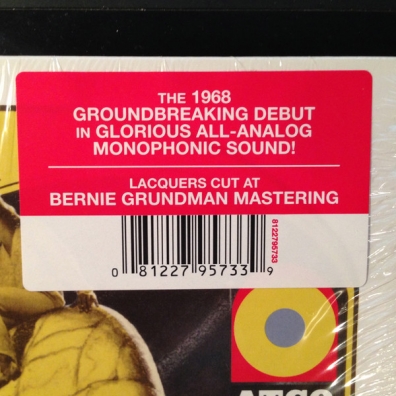 THE 1968
GROUNDBREAKING DEBUT
IN GLORIOUS ALL-ANALOG
MONOPHONIC SOUND!
LACQUERS CUT AT
BERNIE GRUNDMAN MASTERING
8122795733
0 81227 95733 9
ATCO